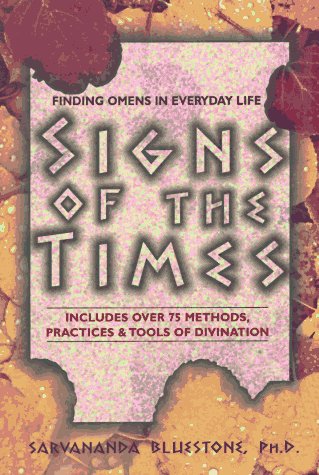 FINDING OMENS IN EVERYDAY LIFE
SIGNS
OF THE
TIMES
INCLUDES OVER 75 METHODS,
PRACTICES & TOOLS OF DIVINATION
SARVANANDA BLUESTONE, PH.D.